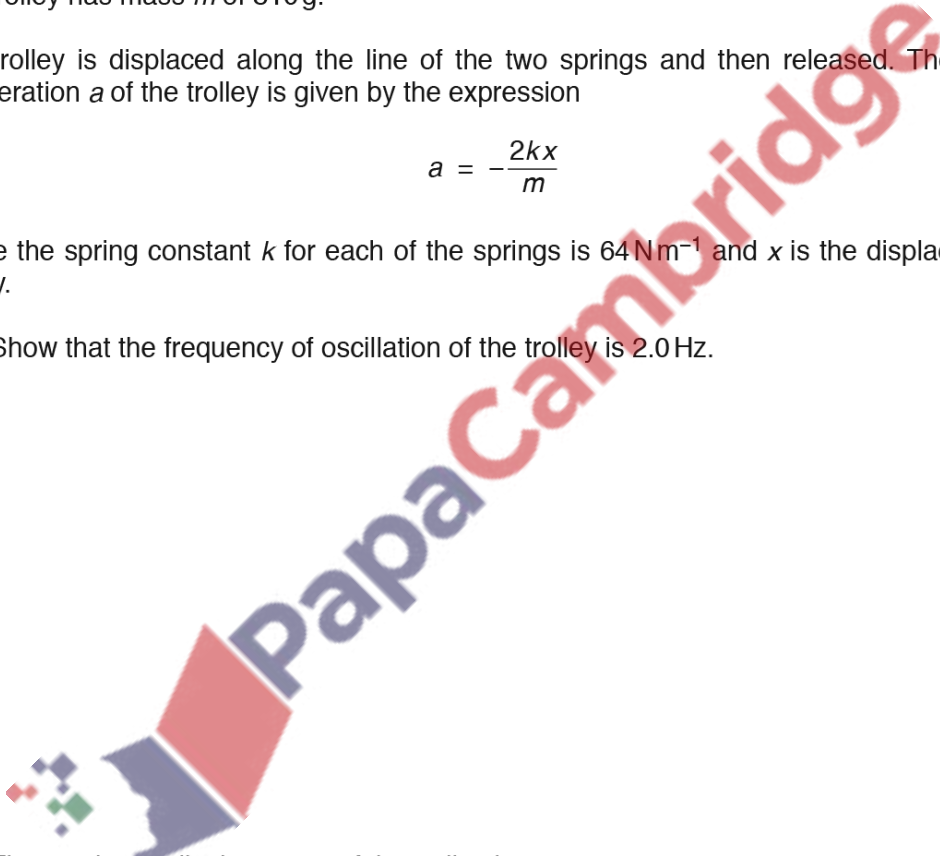 rolley is displaced along the line of the two springs and then released. Th
eration a of the trolley is given by the expression
a = −2kx/m
e the spring constant k for each of the springs is 64 N m⁻¹ and x is the displa
y.
Show that the frequency of oscillation of the trolley is 2.0 Hz.
PapaCambridge